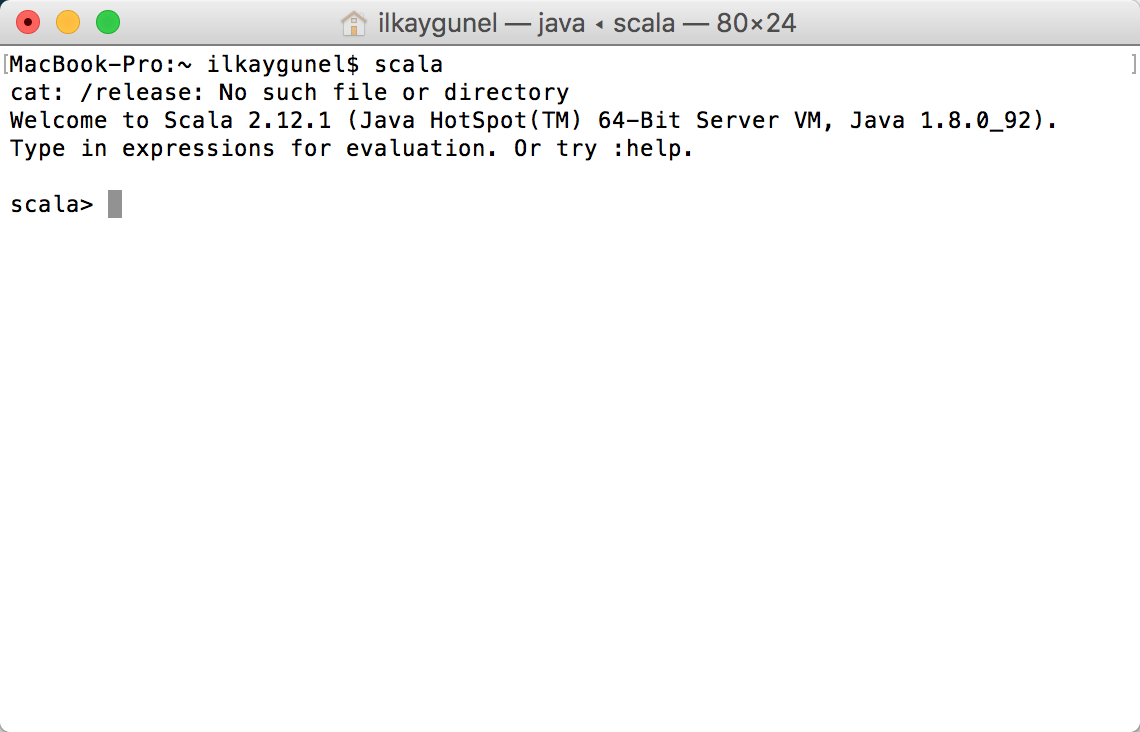 ilkaygunel — java ◂ scala — 80×24
[MacBook-Pro:~ ilkaygunel$ scala ]
cat: /release: No such file or directory
Welcome to Scala 2.12.1 (Java HotSpot(TM) 64-Bit Server VM, Java 1.8.0_92).
Type in expressions for evaluation. Or try :help.
scala>